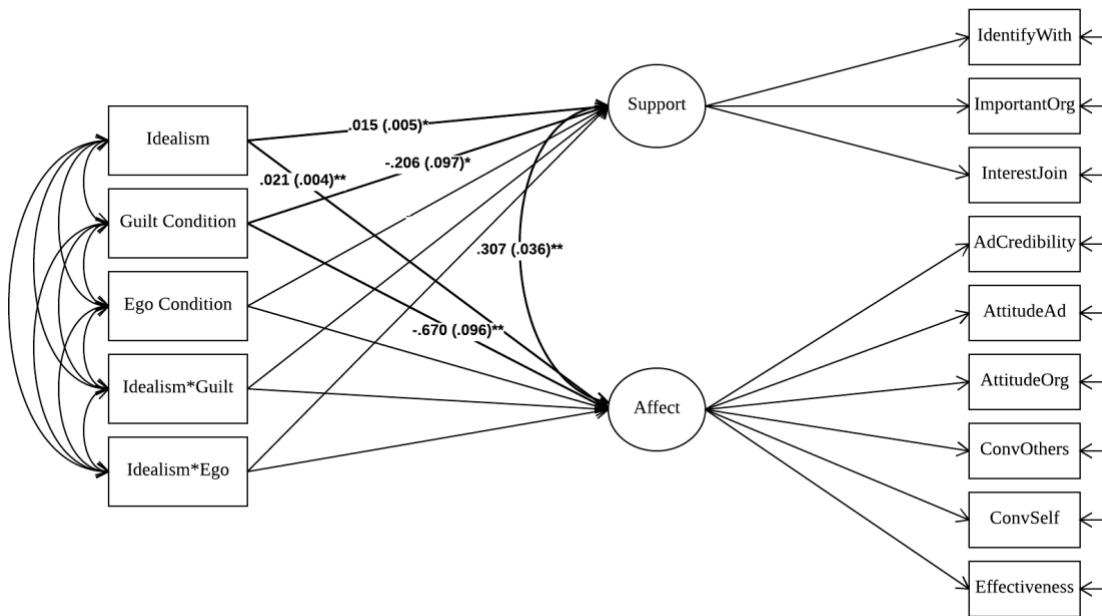 Idealism
Guilt Condition
Ego Condition
Idealism*Guilt
Idealism*Ego
.015 (.005)*
-.206 (.097)*
.021 (.004)**
.307 (.036)**
-.670 (.096)**
Support
Affect
IdentifyWith
ImportantOrg
InterestJoin
AdCredibility
AttitudeAd
AttitudeOrg
ConvOthers
ConvSelf
Effectiveness